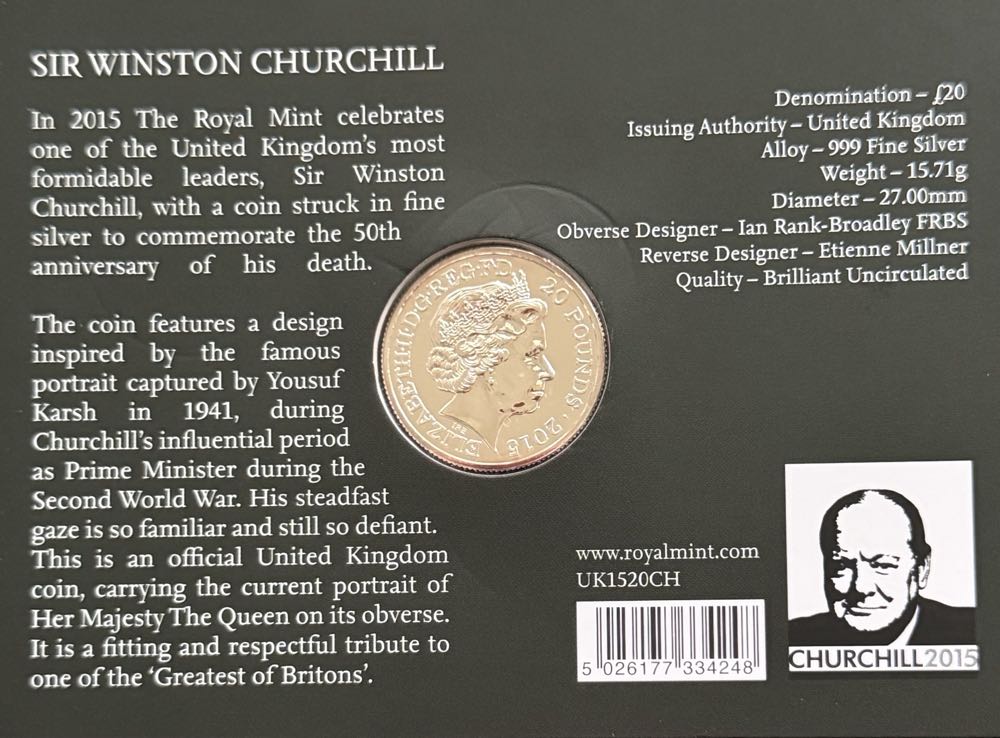 SIR WINSTON CHURCHILL
In 2015 The Royal Mint celebrates
one of the United Kingdom's most
formidable leaders, Sir Winston
Churchill, with a coin struck in fine
silver to commemorate the 50th
anniversary of his death.
The coin features a design
inspired by the famous
portrait captured by Yousuf
Karsh in 1941, during
Churchill's influential period
as Prime Minister during the
Second World War. His steadfast
gaze is so familiar and still so defiant.
This is an official United Kingdom
coin, carrying the current portrait of
Her Majesty The Queen on its obverse.
It is a fitting and respectful tribute to
one of the 'Greatest of Britons'.
Denomination – £20
Issuing Authority – United Kingdom
Alloy – 999 Fine Silver
Weight – 15.71g
Diameter – 27.00mm
Obverse Designer – Ian Rank-Broadley FRBS
Reverse Designer – Etienne Millner
Quality – Brilliant Uncirculated
ELIZABETH·II·D·G·REG·F·D
20 POUNDS · 2015
IRB
www.royalmint.com
UK1520CH
5 026177 334248
CHURCHILL2015